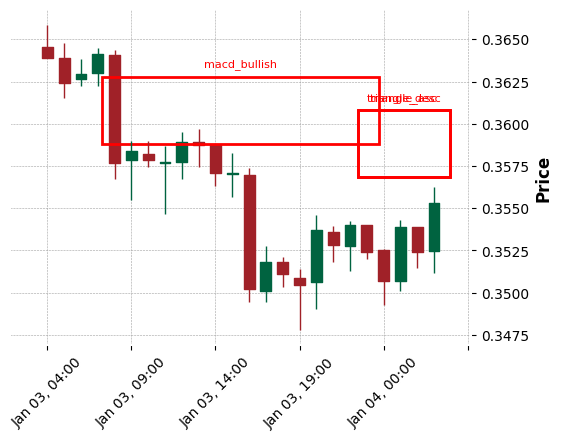 macd_bullish
0.3650
0.3625
0.3600
0.3575
0.3550
0.3525
0.3500
0.3475
Price
Jan 03, 04:00
Jan 03, 09:00
Jan 03, 14:00
Jan 03, 19:00
Jan 04, 00:00